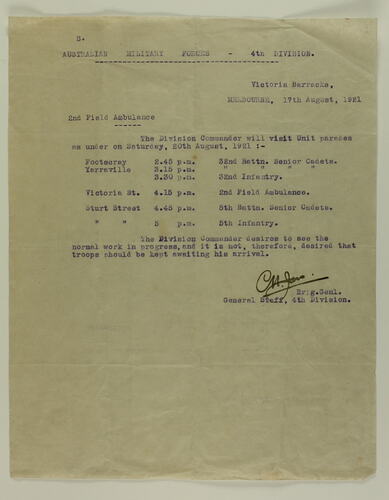 S.
AUSTRALIAN MILITARY FORCES - 4th DIVISION.
Victoria Barracks,
MELBOURNE, 17th August, 1921
2nd Field Ambulance
The Division Commander will visit Unit parades
as under on Saturday, 20th August, 1921 :-
Footscray 2.45 p.m. 32nd Battn. Senior Cadets.
Yarraville 3.15 p.m. " " " "
3.30 p.m. 32nd Infantry.
Victoria St. 4.15 p.m. 2nd Field Ambulance.
Sturt Street 4.45 p.m. 5th Battn. Senior Cadets.
" " 5 p.m. 5th Infantry.
The Division Commander desires to see the
normal work in progress, and it is not, therefore, desired that
troops should be kept awaiting his arrival.
Brig.Genl.
General Staff, 4th Division.